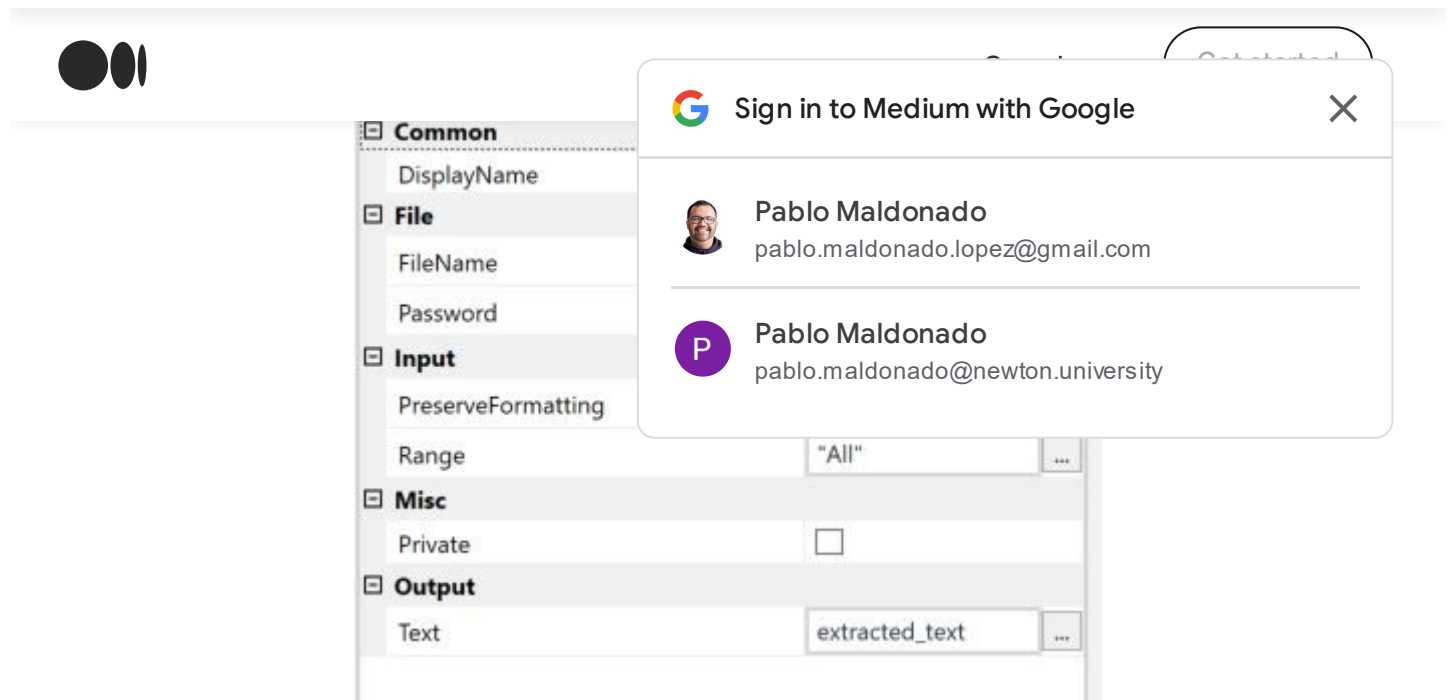 Sign in to Medium with Google
Pablo Maldonado
pablo.maldonado.lopez@gmail.com
P
Pablo Maldonado
pablo.maldonado@newton.university
Common
DisplayName
File
FileName
Password
Input
PreserveFormatting
Range "All" ...
Misc
Private
Output
Text extracted_text ...